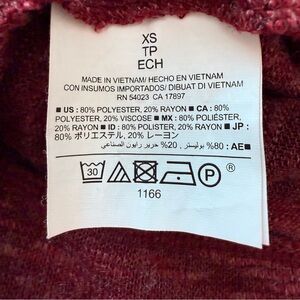 XS
TP
ECH
MADE IN VIETNAM/ HECHO EN VIETNAM
CON INSUMOS IMPORTADOS/ DIBUAT DI VIETNAM
RN 54023 CA 17897
■ US : 80% POLYESTER, 20% RAYON ■ CA : 80%
POLYESTER, 20% VISCOSE ■ MX : 80% POLIÉSTER,
20% RAYÓN ■ ID : 80% POLISTER, 20% RAYON ■ JP :
80% ポリエステル, 20% レーヨン
■AE : 80% بوليستر , 20% حرير رايون الصناعي
30
P
®
1166